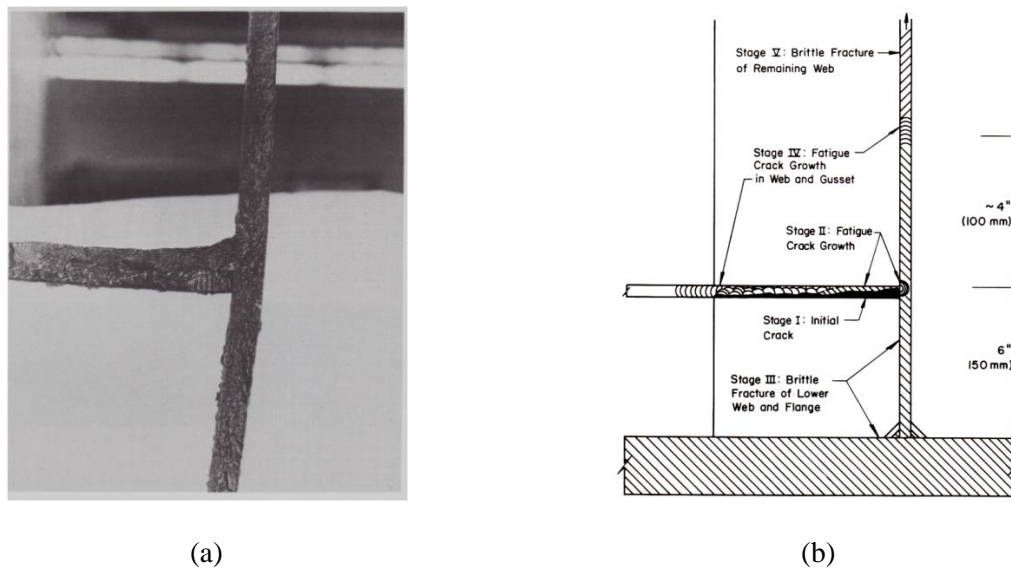 Stage V: Brittle Fracture
of Remaining Web
Stage IV: Fatigue
Crack Growth
in Web and Gusset
~4"
(100 mm)
Stage II: Fatigue
Crack Growth
Stage I: Initial
Crack
6"
150 mm)
Stage III: Brittle
Fracture of Lower
Web and Flange
(a)
(b)